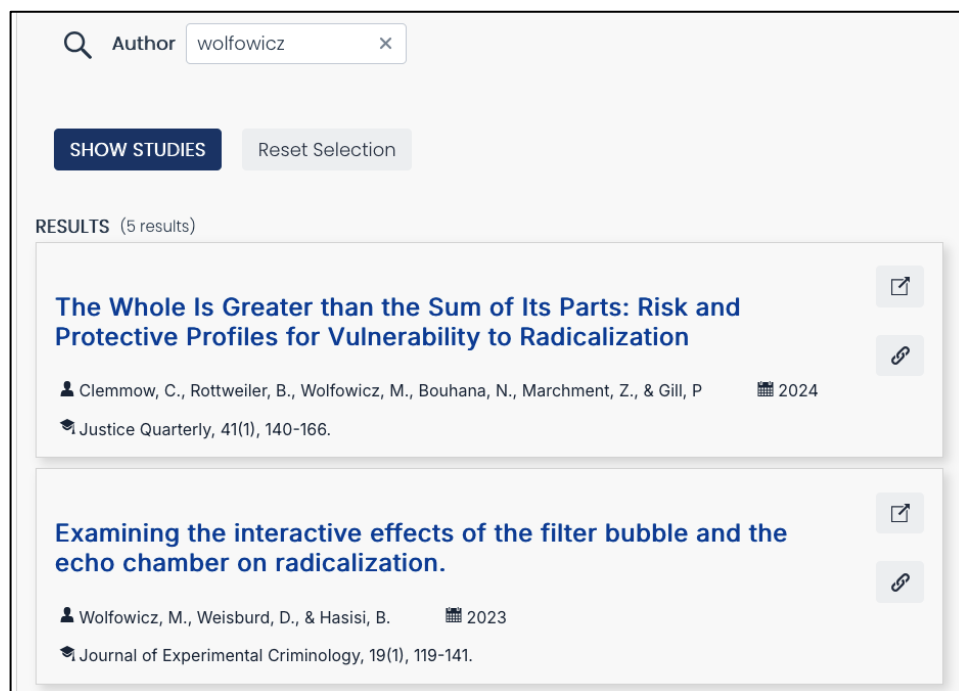 Author wolfowicz ×
SHOW STUDIES Reset Selection
RESULTS (5 results)
The Whole Is Greater than the Sum of Its Parts: Risk and
Protective Profiles for Vulnerability to Radicalization
Clemmow, C., Rottweiler, B., Wolfowicz, M., Bouhana, N., Marchment, Z., & Gill, P 2024
Justice Quarterly, 41(1), 140-166.
Examining the interactive effects of the filter bubble and the
echo chamber on radicalization.
Wolfowicz, M., Weisburd, D., & Hasisi, B. 2023
Journal of Experimental Criminology, 19(1), 119-141.